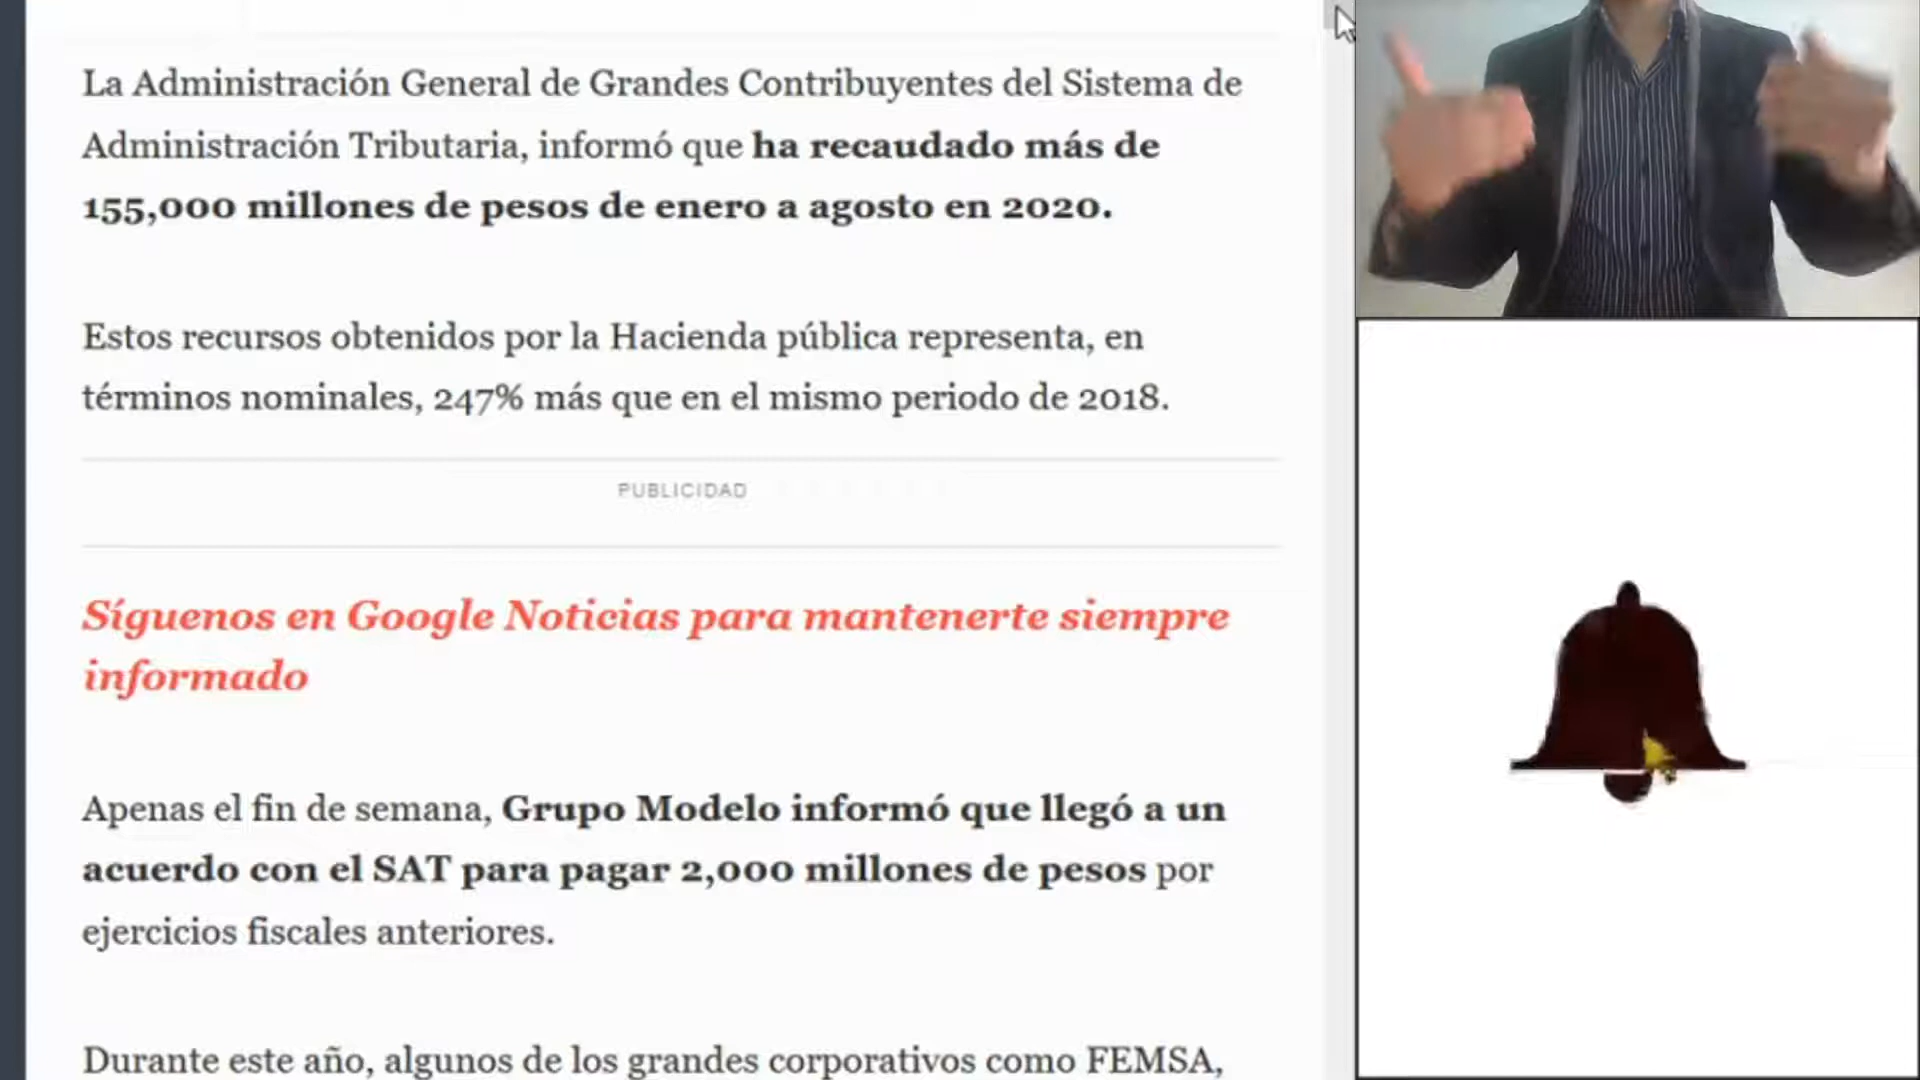 La Administración General de Grandes Contribuyentes del Sistema de
Administración Tributaria, informó que ha recaudado más de
155,000 millones de pesos de enero a agosto en 2020.
Estos recursos obtenidos por la Hacienda pública representa, en
términos nominales, 247% más que en el mismo periodo de 2018.
PUBLICIDAD
Síguenos en Google Noticias para mantenerte siempre
informado
Apenas el fin de semana, Grupo Modelo informó que llegó a un
acuerdo con el SAT para pagar 2,000 millones de pesos por
ejercicios fiscales anteriores.
Durante este año, algunos de los grandes corporativos como FEMSA,